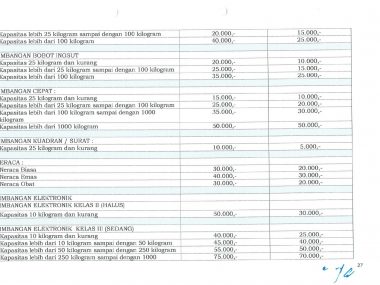 Kapasitas lebih 25 kilogram sampai dengan 100 kilogram 20.000,- 15.000,-
Kapasitas lebih dari 100 kilogram 40.000,- 25.000,-
IMBANGAN BOBOT INGSUT
Kapasitas 25 kilogram dan kurang 20.000,- 10.000,-
Kapasitas lebih dari 25 kilogram sampai dengan 100 kilogram 25.000,- 15.000,-
Kapasitas lebih dari 100 kilogram 35.000,- 25.000,-
IMBANGAN CEPAT :
Kapasitas 25 kilogram dan kurang 15.000,- 10.000,-
Kapasitas lebih dari 25 kilogram sampai dengan 100 kilogram 25.000,- 20.000,-
Kapasitas lebih dari 100 kilogram sampai dengan 1000 35.000,- 30.000,-
kilogram
Kapasitas lebih dari 1000 kilogram 50.000,- 50.000,-
IMBANGAN KUADRAN / SURAT :
Kapasitas 25 kilogram dan kurang 10.000,- 5.000,-
ERACA :
Neraca Biasa 30.000,- 20.000,-
Neraca Emas 40.000,- 30.000,-
Neraca Obat 30.000,- 20.000,-
IMBANGAN ELEKTRONIK
IMBANGAN ELEKTRONIK KELAS II (HALUS)
Kapasitas 10 kilogram dan kurang 50.000,- 30.000,-
IMBANGAN ELEKTRONIK KELAS III (SEDANG)
Kapasitas 10 kilogram dan kurang 40.000,- 25.000,-
Kapasitas lebih dari 10 kilogram sampai dengan 50 kilogram 45.000,- 40.000,-
Kapasitas lebih dari 50 kilogram sampai dengan 250 kilogram 55.000,- 50.000,-
Kapasitas lebih dari 250 kilogram sampai dengan 1000 75.000,- 70.000,-
27